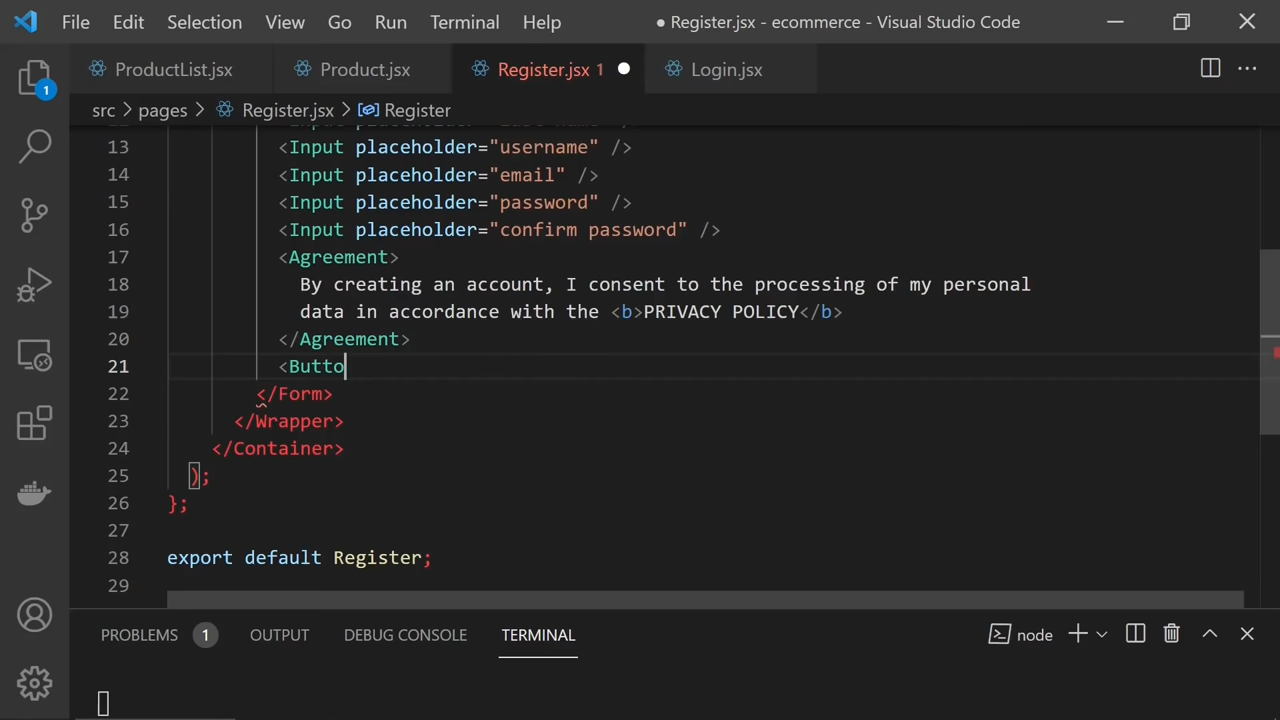 File Edit Selection View Go Run Terminal Help ● Register.jsx - ecommerce - Visual Studio Code
ProductList.jsx Product.jsx Register.jsx 1 Login.jsx
1
src > pages > Register.jsx > Register
13 <Input placeholder="username" />
14 <Input placeholder="email" />
15 <Input placeholder="password" />
16 <Input placeholder="confirm password" />
17 <Agreement>
18 By creating an account, I consent to the processing of my personal
19 data in accordance with the <b>PRIVACY POLICY</b>
20 </Agreement>
21 <Butto
22 </Form>
23 </Wrapper>
24 </Container>
25 );
26 };
27
28 export default Register;
29
PROBLEMS 1 OUTPUT DEBUG CONSOLE TERMINAL node